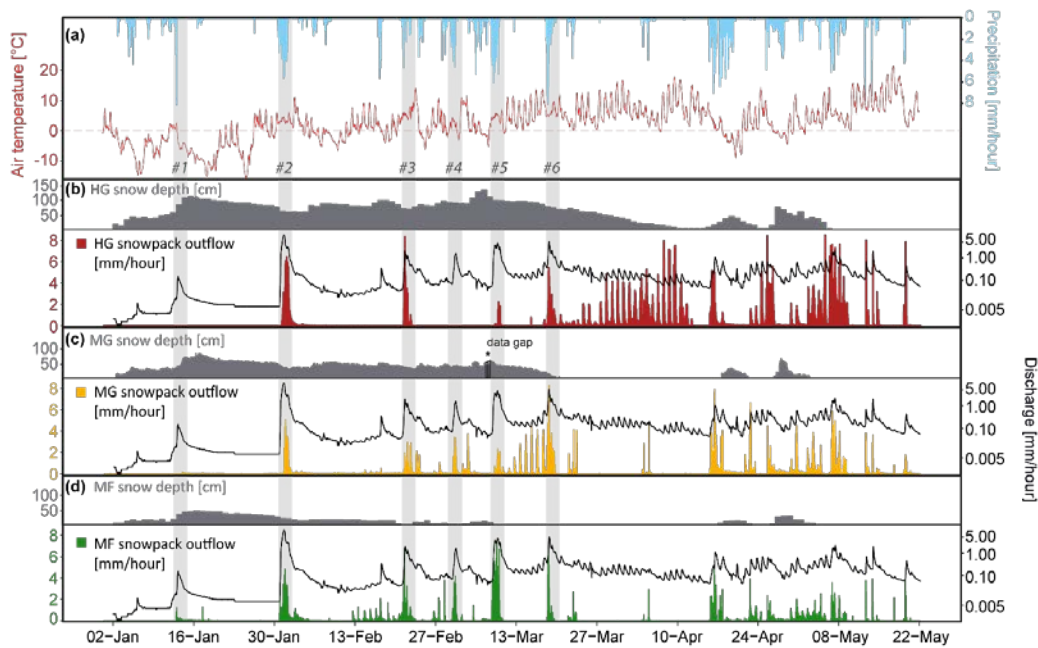 (a)
Air temperature [°C]
20
10
0
-10
0
2
4
6
8
Precipitation [mm/hour]
#1
#2
#3
#4
#5
#6
(b)
HG snow depth [cm]
150
100
50
HG snowpack outflow
[mm/hour]
8
6
4
2
0
5.00
1.00
0.10
0.005
(c)
MG snow depth [cm]
100
50
* data gap
MG snowpack outflow
[mm/hour]
8
6
4
2
0
5.00
1.00
0.10
0.005
Discharge [mm/hour]
(d)
MF snow depth [cm]
100
50
MF snowpack outflow
[mm/hour]
8
6
4
2
0
5.00
1.00
0.10
0.005
02-Jan 16-Jan 30-Jan 13-Feb 27-Feb 13-Mar 27-Mar 10-Apr 24-Apr 08-May 22-May